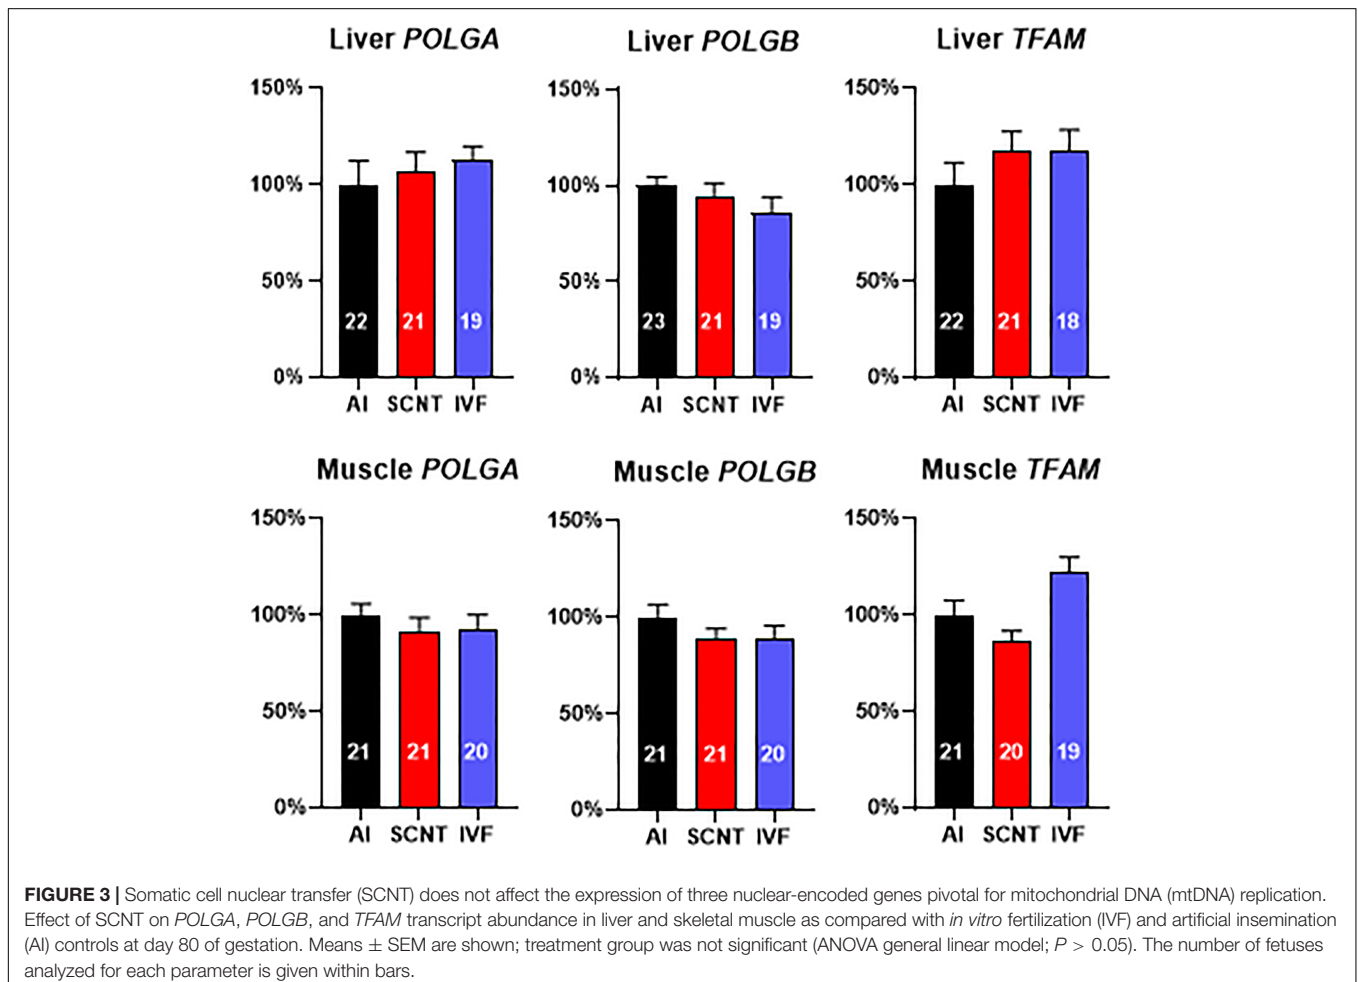 Liver POLGA
Liver POLGB
Liver TFAM
150%
100%
50%
0%
22
21
19
AI SCNT IVF
150%
100%
50%
0%
23
21
19
AI SCNT IVF
150%
100%
50%
0%
22
21
18
AI SCNT IVF
Muscle POLGA
Muscle POLGB
Muscle TFAM
150%
100%
50%
0%
21
21
20
AI SCNT IVF
150%
100%
50%
0%
21
21
20
AI SCNT IVF
150%
100%
50%
0%
21
20
19
AI SCNT IVF
FIGURE 3 | Somatic cell nuclear transfer (SCNT) does not affect the expression of three nuclear-encoded genes pivotal for mitochondrial DNA (mtDNA) replication.
Effect of SCNT on POLGA, POLGB, and TFAM transcript abundance in liver and skeletal muscle as compared with in vitro fertilization (IVF) and artificial insemination
(AI) controls at day 80 of gestation. Means ± SEM are shown; treatment group was not significant (ANOVA general linear model; P > 0.05). The number of fetuses
analyzed for each parameter is given within bars.